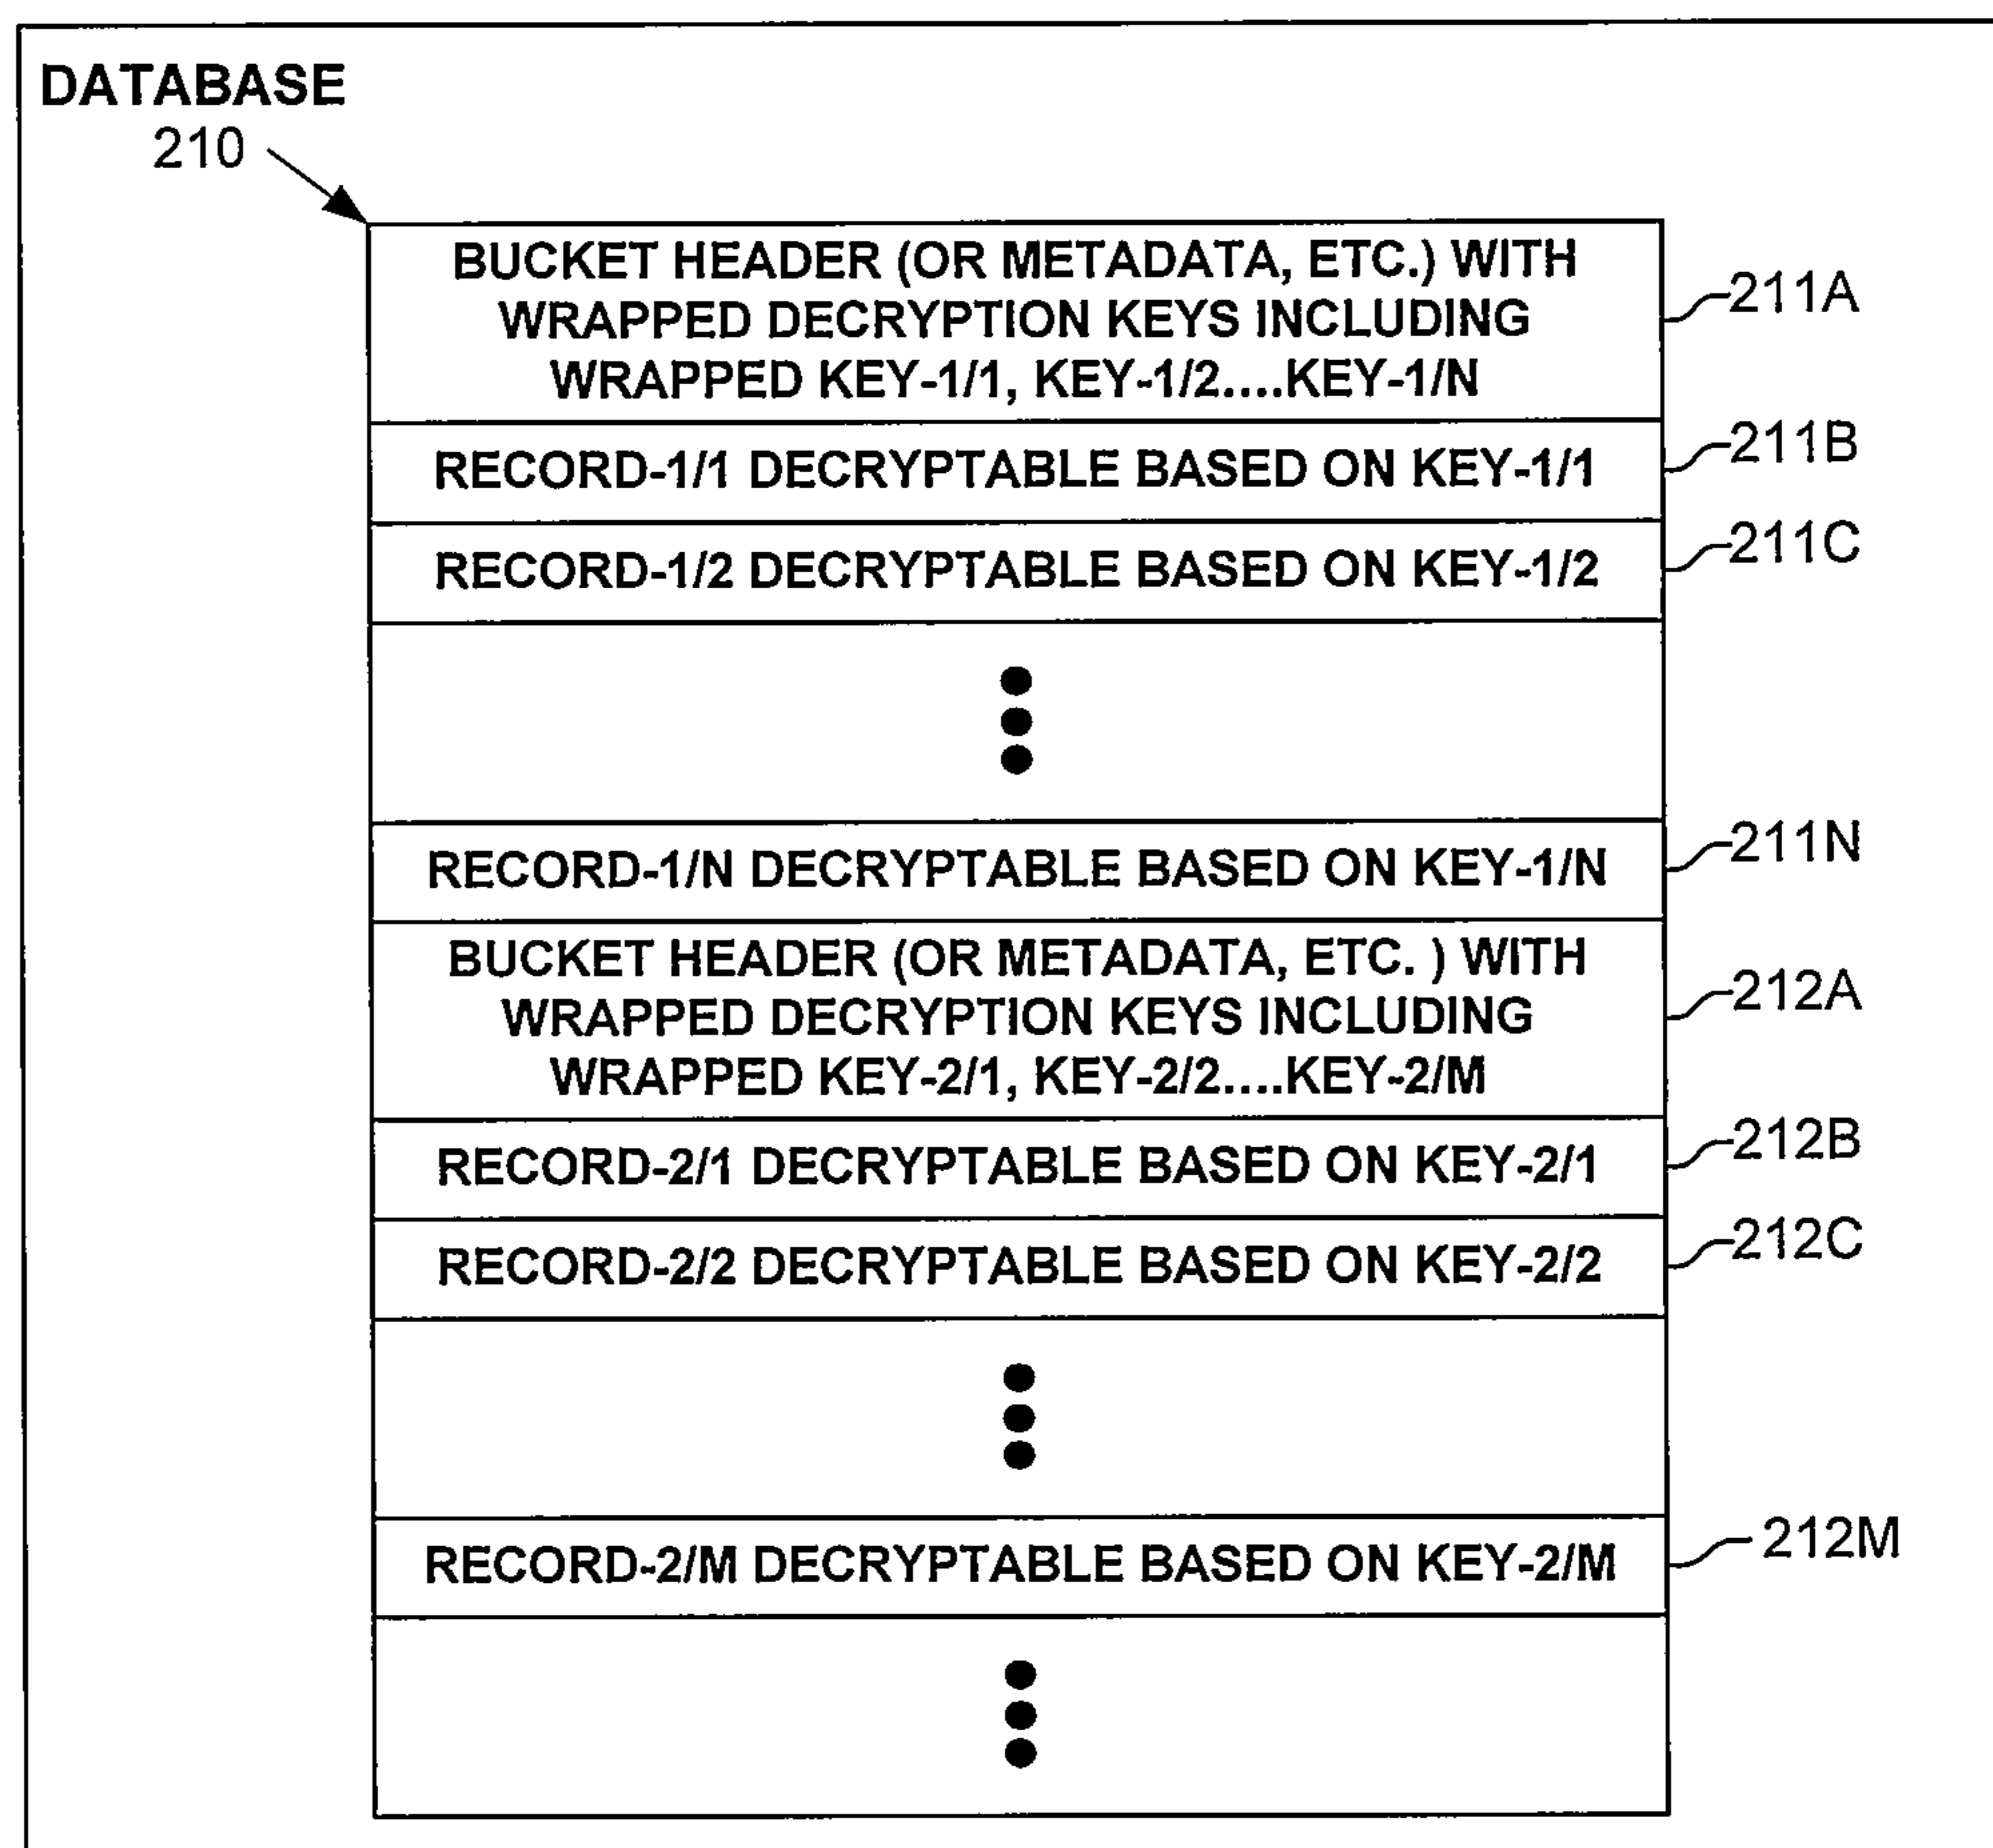 DATABASE
210
BUCKET HEADER (OR METADATA, ETC.) WITH
WRAPPED DECRYPTION KEYS INCLUDING
WRAPPED KEY-1/1, KEY-1/2....KEY-1/N
211A
RECORD-1/1 DECRYPTABLE BASED ON KEY-1/1
211B
RECORD-1/2 DECRYPTABLE BASED ON KEY-1/2
211C
RECORD-1/N DECRYPTABLE BASED ON KEY-1/N
211N
BUCKET HEADER (OR METADATA, ETC. ) WITH
WRAPPED DECRYPTION KEYS INCLUDING
WRAPPED KEY-2/1, KEY-2/2....KEY-2/M
212A
RECORD-2/1 DECRYPTABLE BASED ON KEY-2/1
212B
RECORD-2/2 DECRYPTABLE BASED ON KEY-2/2
212C
RECORD-2/M DECRYPTABLE BASED ON KEY-2/M
212M